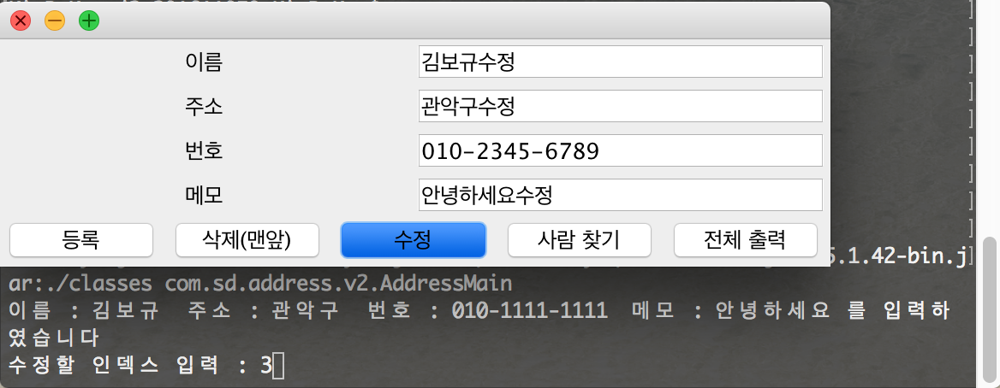 이름 김보규수정
주소 관악구수정
번호 010-2345-6789
메모 안녕하세요수정
등록 삭제(맨앞) 수정 사람 찾기 전체 출력
5.1.42-bin.j
ar:./classes com.sd.address.v2.AddressMain
이름 : 김보규 주소 : 관악구 번호 : 010-1111-1111 메모 : 안녕하세요 를 입력하
였습니다
수정할 인덱스 입력 : 3